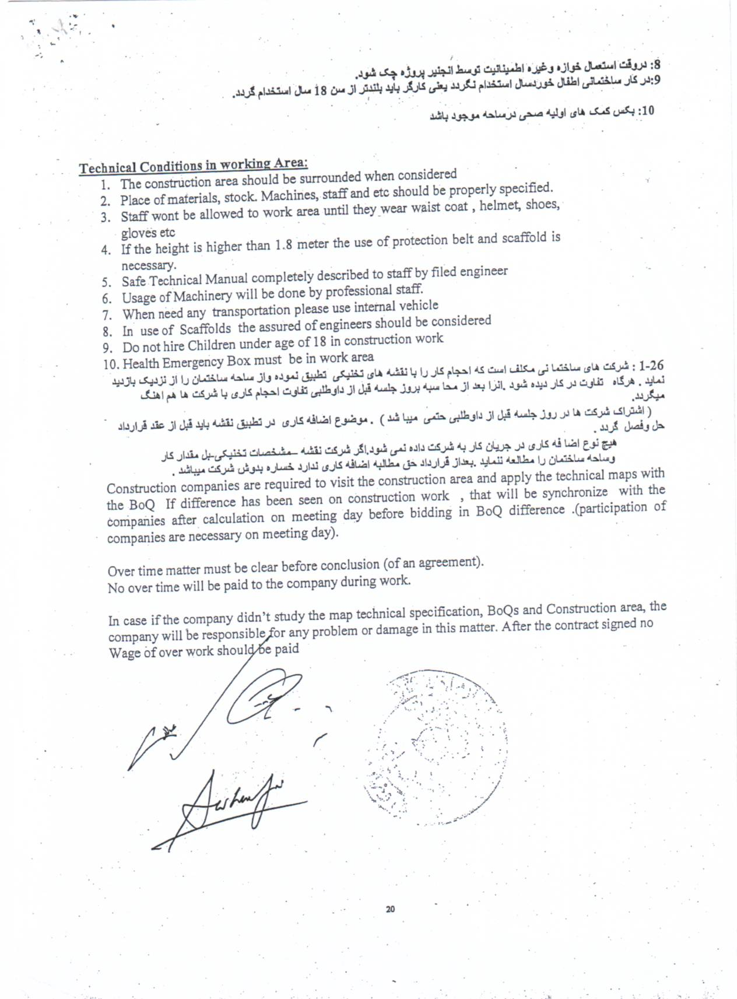 8: دروقت استعمال خوازه وغیره اطمینانیت توسط انجنیر پروژه چک شود.
9:در کار ساختمانی اطفال خوردسال استخدام نگردد یعنی کارگر باید بلندتر از سن 18 سال استخدام گردد.
10: بکس کمک های اولیه صحی درساحه موجود باشد
Technical Conditions in working Area:
1. The construction area should be surrounded when considered
2. Place of materials, stock. Machines, staff and etc should be properly specified.
3. Staff wont be allowed to work area until they wear waist coat , helmet, shoes,
gloves etc
4. If the height is higher than 1.8 meter the use of protection belt and scaffold is
necessary.
5. Safe Technical Manual completely described to staff by filed engineer
6. Usage of Machinery will be done by professional staff.
7. When need any transportation please use internal vehicle
8. In use of Scaffolds the assured of engineers should be considered
9. Do not hire Children under age of 18 in construction work
10. Health Emergency Box must be in work area
1-26 : شرکت های ساختما نی مکلف است که احجام کار را با نقشه های تخنیکی تطبیق نموده واز ساحه ساختمان را از نزدیک بازدید
نماید . هرگاه تفاوت در کار دیده شود .انرا بعد از محا سبه بروز جلسه قبل از داوطلبی تفاوت احجام کاری با شرکت ها هم اهنگ
میگردد.
( اشتراک شرکت ها در روز جلسه قبل از داوطلبی حتمی میبا شد ) . موضوع اضافه کاری در تطبیق نقشه باید قبل از عقد قرارداد
حل وفصل گردد .
هیچ نوع اضا فه کاری در جریان کار به شرکت داده نمی شود.اگر شرکت نقشه –مشخصات تخنیکی-بل مقدار کار
وساحه ساختمان را مطالعه ننماید .بعداز قرارداد حق مطالبه اضافه کاری ندارد خساره بدوش شرکت میباشد .
Construction companies are required to visit the construction area and apply the technical maps with
the BoQ If difference has been seen on construction work , that will be synchronize with the
companies after calculation on meeting day before bidding in BoQ difference .(participation of
companies are necessary on meeting day).
Over time matter must be clear before conclusion (of an agreement).
No over time will be paid to the company during work.
In case if the company didn't study the map technical specification, BoQs and Construction area, the
company will be responsible for any problem or damage in this matter. After the contract signed no
Wage of over work should be paid
20